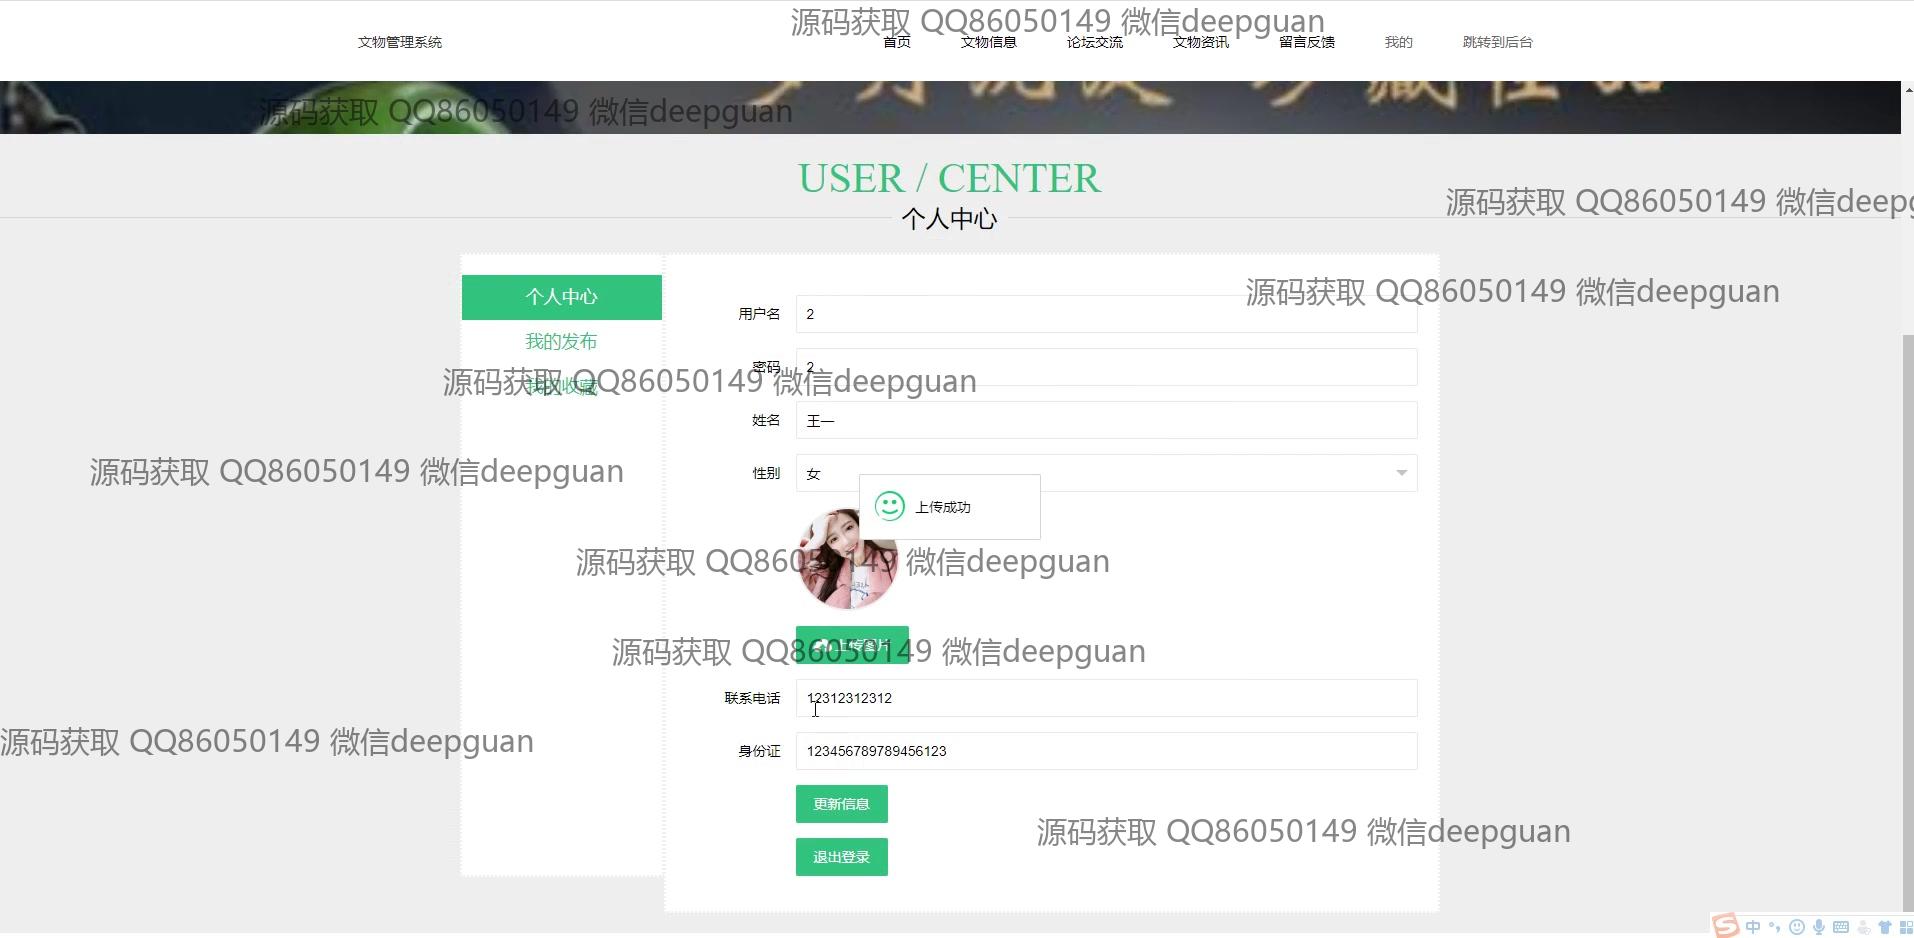 源码获取 QQ86050149 微信deepguan
文物管理系统
首页
文物信息
论坛交流
文物资讯
留言反馈
我的
跳转到后台
源码获取 QQ86050149 微信deepguan
USER / CENTER
源码获取 QQ86050149 微信deepg
个人中心
源码获取 QQ86050149 微信deepguan
个人中心
用户名
2
我的发布
密码
2
源码获取 QQ86050149 微信deepguan
我的收藏
姓名
王一
源码获取 QQ86050149 微信deepguan
性别
女
上传成功
源码获取 QQ86050149 微信deepguan
上传图片
源码获取 QQ86050149 微信deepguan
联系电话
12312312312
源码获取 QQ86050149 微信deepguan
身份证
123456789789456123
更新信息
源码获取 QQ86050149 微信deepguan
退出登录
中